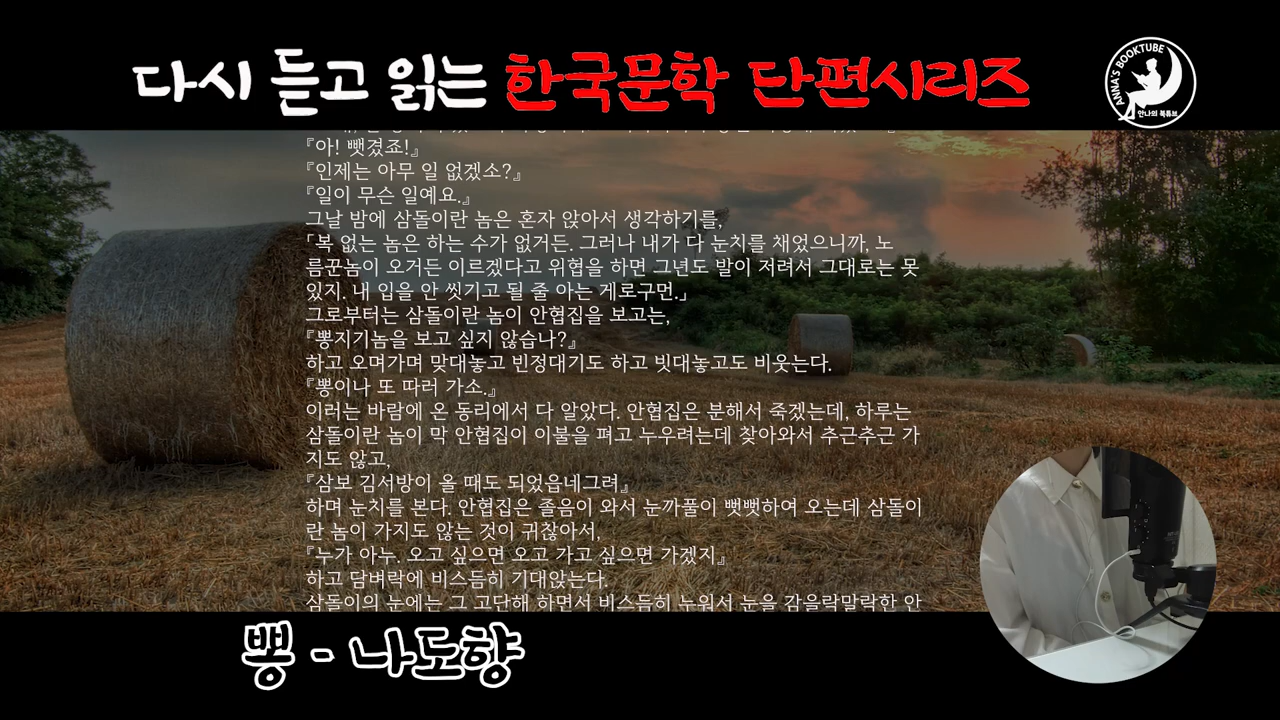 다시 듣고 읽는 한국문학 단편시리즈
ANNA'S BOOKTUBE
안나의 북튜브
『아! 뺏겼죠!』
『인제는 아무 일 없겠소?』
『일이 무슨 일예요.』
그날 밤에 삼돌이란 놈은 혼자 앉아서 생각하기를,
「복 없는 놈은 하는 수가 없거든. 그러나 내가 다 눈치를 채었으니까, 노
름꾼놈이 오거든 이르겠다고 위협을 하면 그년도 발이 저려서 그대로는 못
있지. 내 입을 안 씻기고 될 줄 아는 게로구먼.」
그로부터는 삼돌이란 놈이 안협집을 보고는,
『뽕지기놈을 보고 싶지 않습나?』
하고 오며가며 맞대놓고 빈정대기도 하고 빗대놓고도 비웃는다.
『뽕이나 또 따러 가소.』
이러는 바람에 온 동리에서 다 알았다. 안협집은 분해서 죽겠는데, 하루는
삼돌이란 놈이 막 안협집이 이불을 펴고 누우려는데 찾아와서 추근추근 가
지도 않고,
『삼보 김서방이 올 때도 되었읍네그려』
하며 눈치를 본다. 안협집은 졸음이 와서 눈까풀이 뻣뻣하여 오는데 삼돌이
란 놈이 가지도 않는 것이 귀찮아서,
『누가 아누. 오고 싶으면 오고 가고 싶으면 가겠지』
하고 담벼락에 비스듬히 기대앉는다.
삼돌이의 눈에는 그 고단해 하면서 비스듬히 누워서 눈을 감을락말락한 안
뽕 - 나도향